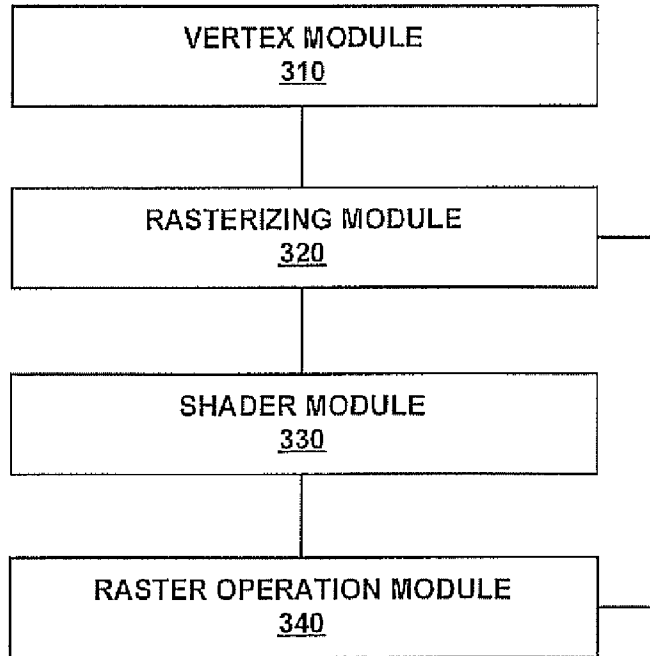 VERTEX MODULE
310
RASTERIZING MODULE
320
SHADER MODULE
330
RASTER OPERATION MODULE
340